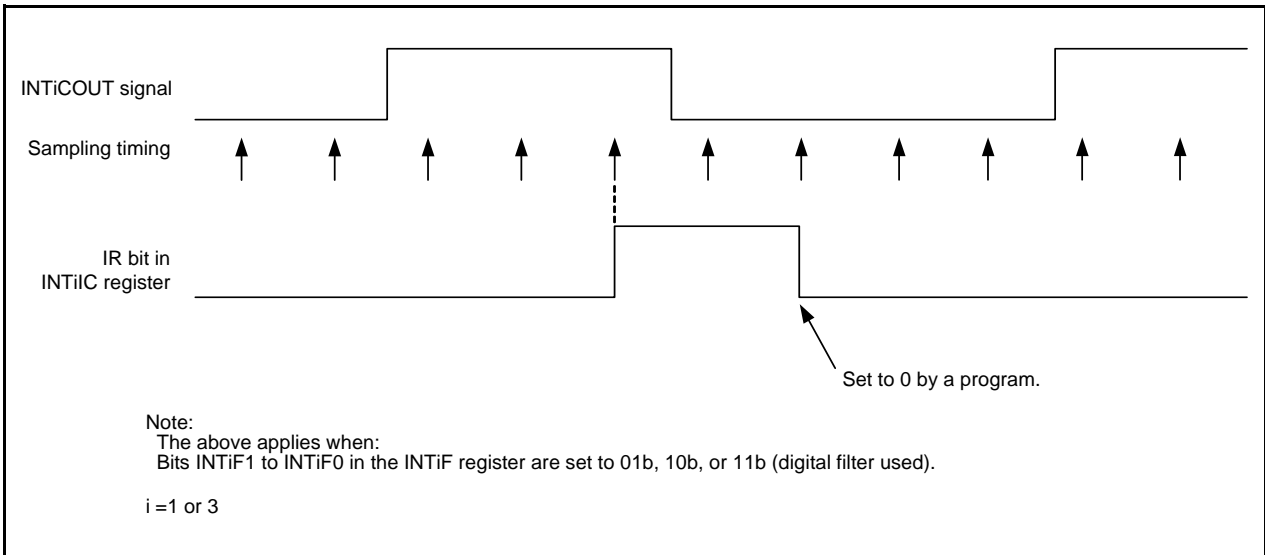 INTiCOUT signal
Sampling timing
IR bit in
INTiIC register
Set to 0 by a program.
Note:
The above applies when:
Bits INTiF1 to INTiF0 in the INTiF register are set to 01b, 10b, or 11b (digital filter used).
i =1 or 3